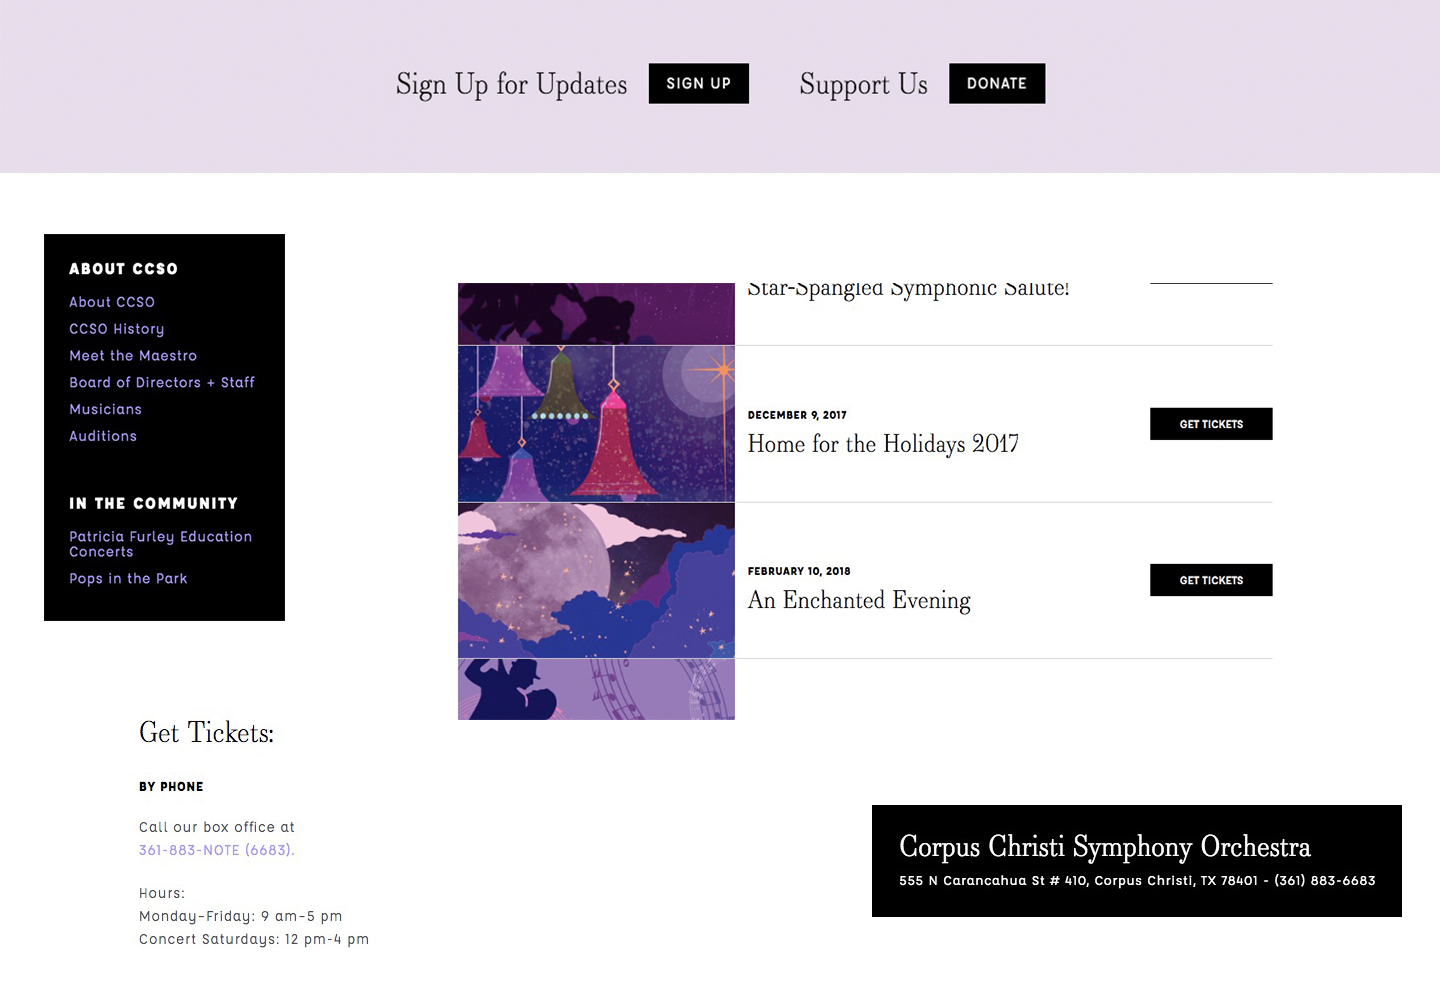 Sign Up for Updates SIGN UP Support Us DONATE
ABOUT CCSO
About CCSO
CCSO History
Meet the Maestro
Board of Directors + Staff
Musicians
Auditions
IN THE COMMUNITY
Patricia Furley Education
Concerts
Pops in the Park
Star-Spangled Symphonic Salute!
DECEMBER 9, 2017
Home for the Holidays 2017
GET TICKETS
FEBRUARY 10, 2018
An Enchanted Evening
GET TICKETS
Get Tickets:
BY PHONE
Call our box office at
361-883-NOTE (6683).
Hours:
Monday–Friday: 9 am–5 pm
Concert Saturdays: 12 pm–4 pm
Corpus Christi Symphony Orchestra
555 N Carancahua St # 410, Corpus Christi, TX 78401 - (361) 883-6683